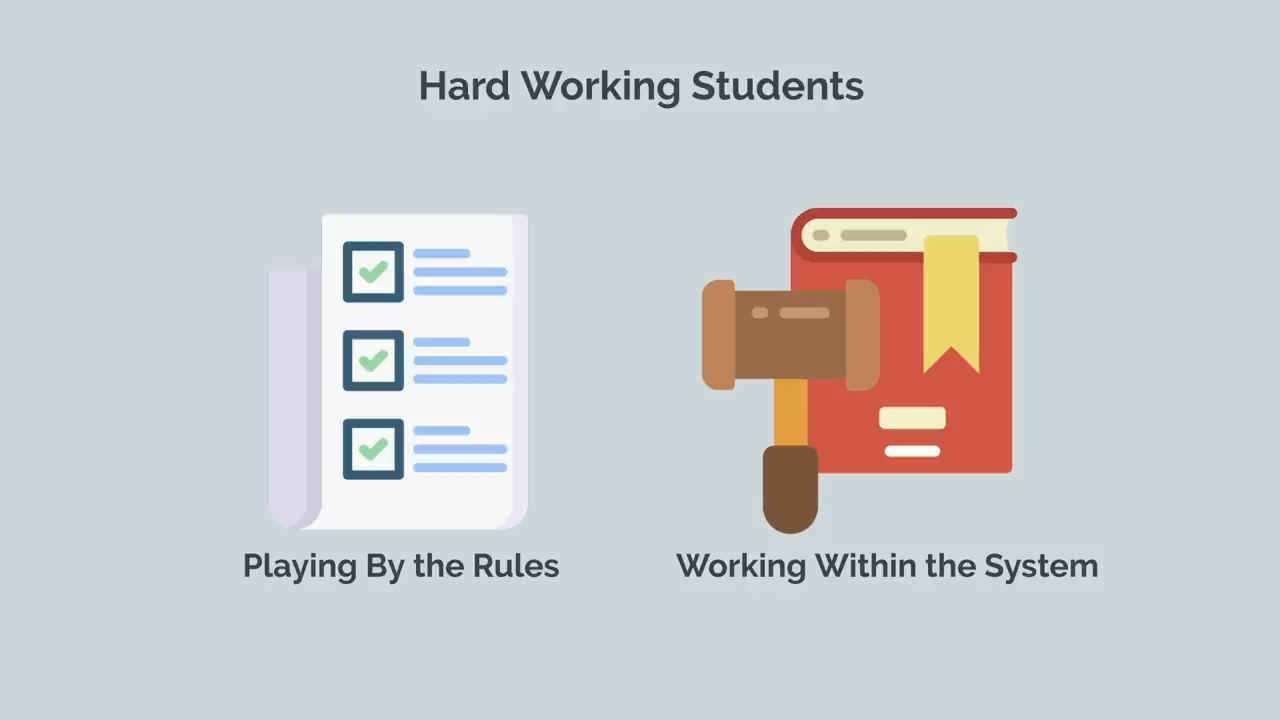 Hard Working Students
Playing By the Rules
Working Within the System